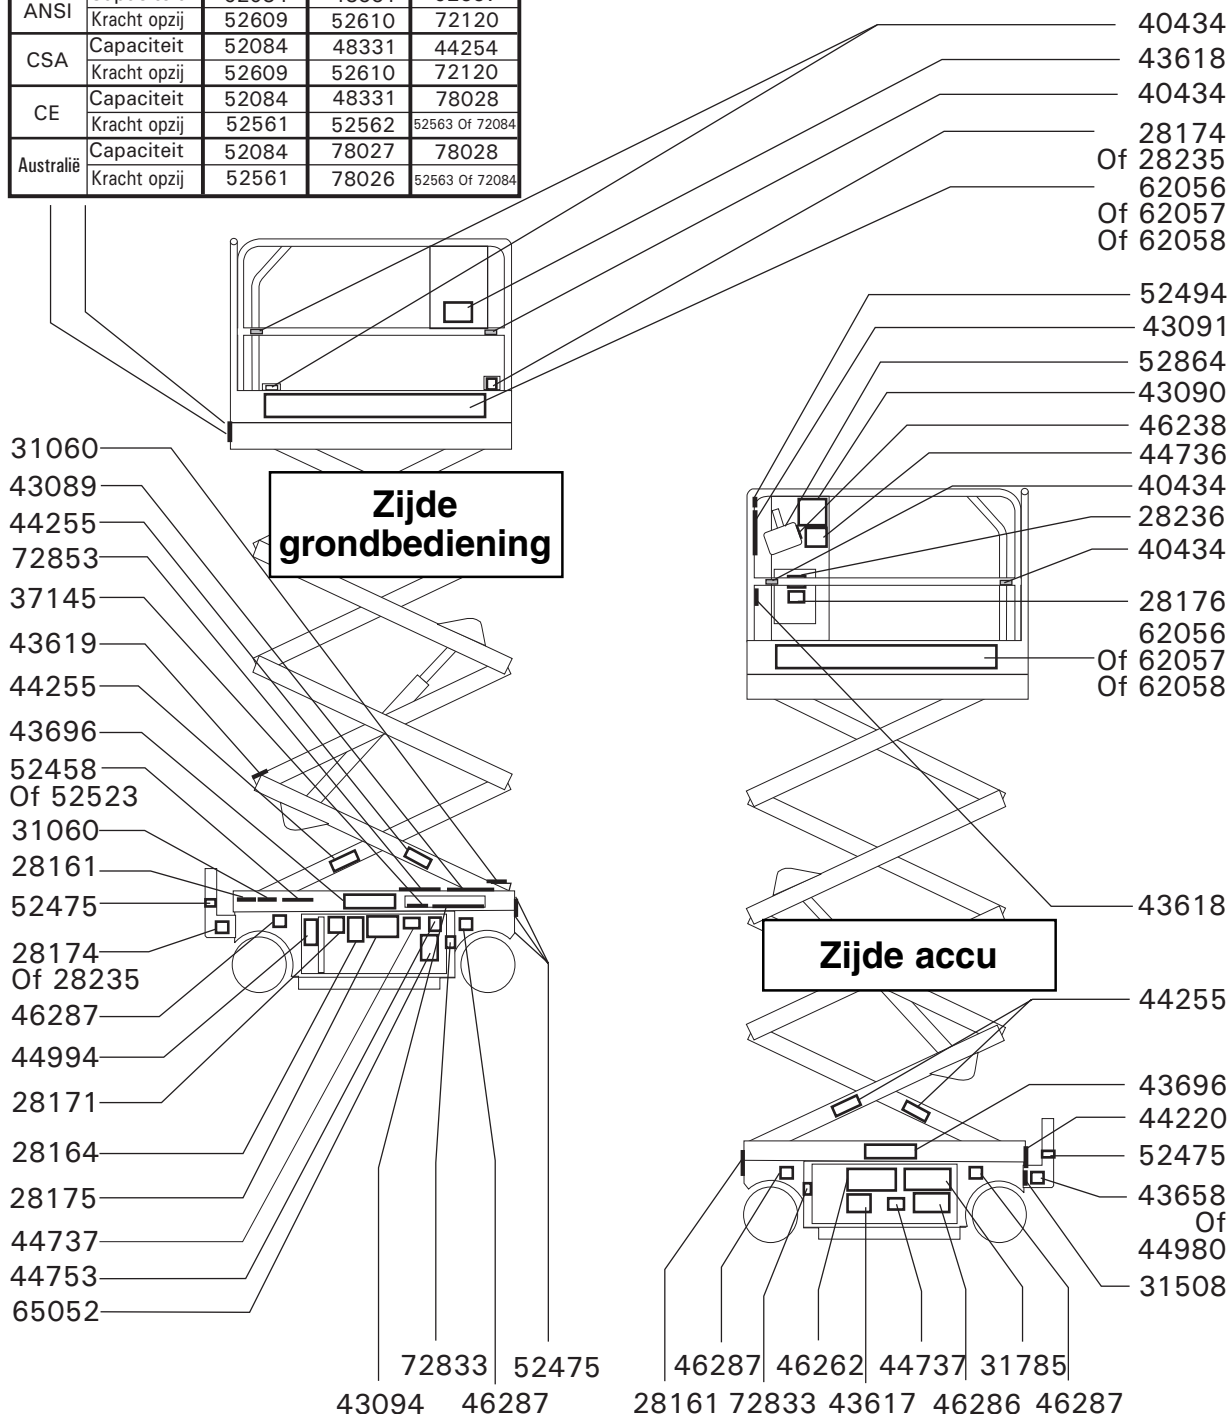 ANSI
Kracht opzij 52609 52610 72120
CSA
Capaciteit 52084 48331 44254
Kracht opzij 52609 52610 72120
CE
Capaciteit 52084 48331 78028
Kracht opzij 52561 52562 52563 Of 72084
Australië
Capaciteit 52084 78027 78028
Kracht opzij 52561 78026 52563 Of 72084
40434
43618
40434
28174
Of 28235
62056
Of 62057
Of 62058
31060
43089
44255
72853
37145
43619
44255
43696
52458
Of 52523
31060
28161
52475
28174
Of 28235
46287
44994
28171
28164
28175
44737
44753
65052
Zijde
grondbediening
72833 52475
43094 46287
52494
43091
52864
43090
46238
44736
40434
28236
40434
28176
62056
Of 62057
Of 62058
43618
Zijde accu
44255
43696
44220
52475
43658
Of
44980
31508
46287 46262 44737 31785
28161 72833 43617 46286 46287